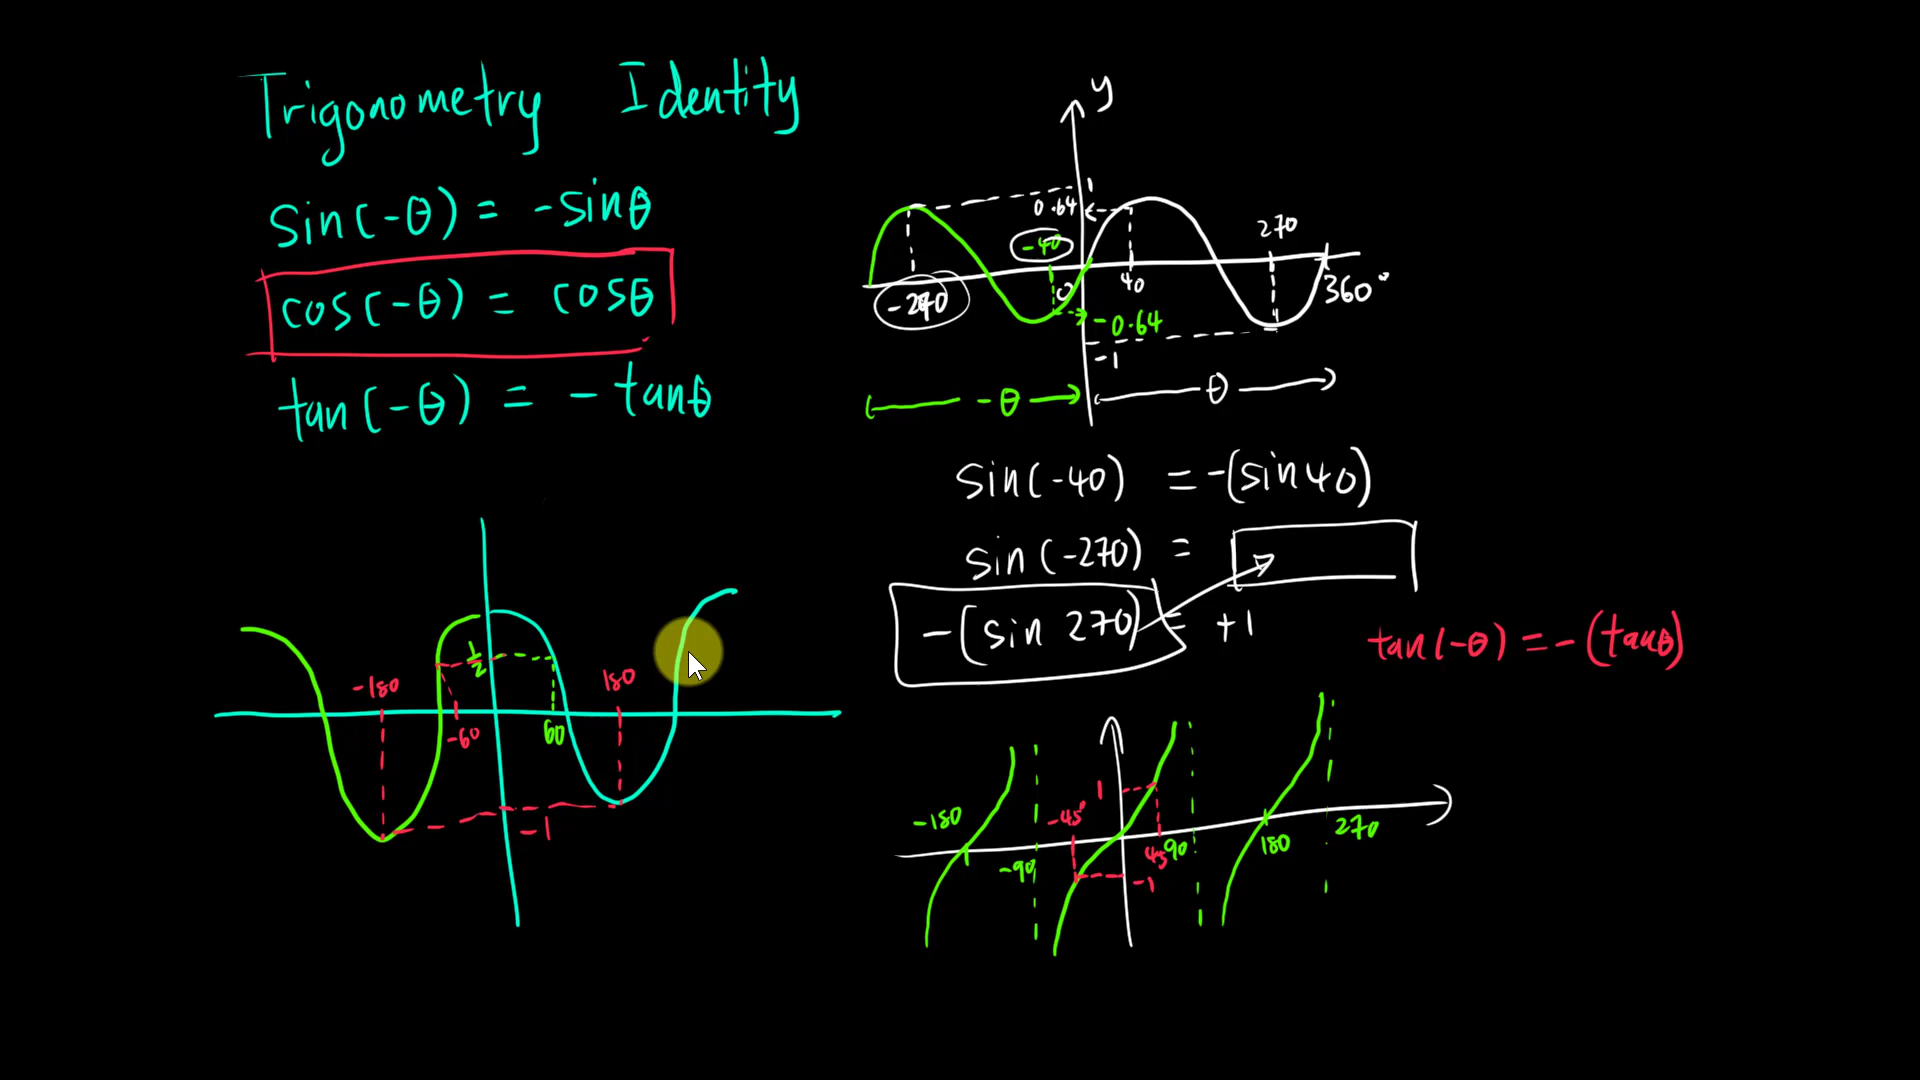 Trigonometry Identity
sin(-θ) = -sinθ
cos(-θ) = cosθ
tan(-θ) = -tanθ
y
1
0.64
-40
270
0
40
360°
-0.64
-1
-θ
θ
sin(-40) = -(sin40)
sin(-270) =
-(sin 270) = +1
tan(-θ) = -(tanθ)
1/2
-180
180
-60
60
-1
-180
-45°
1
-90
45
90
-1
180
270